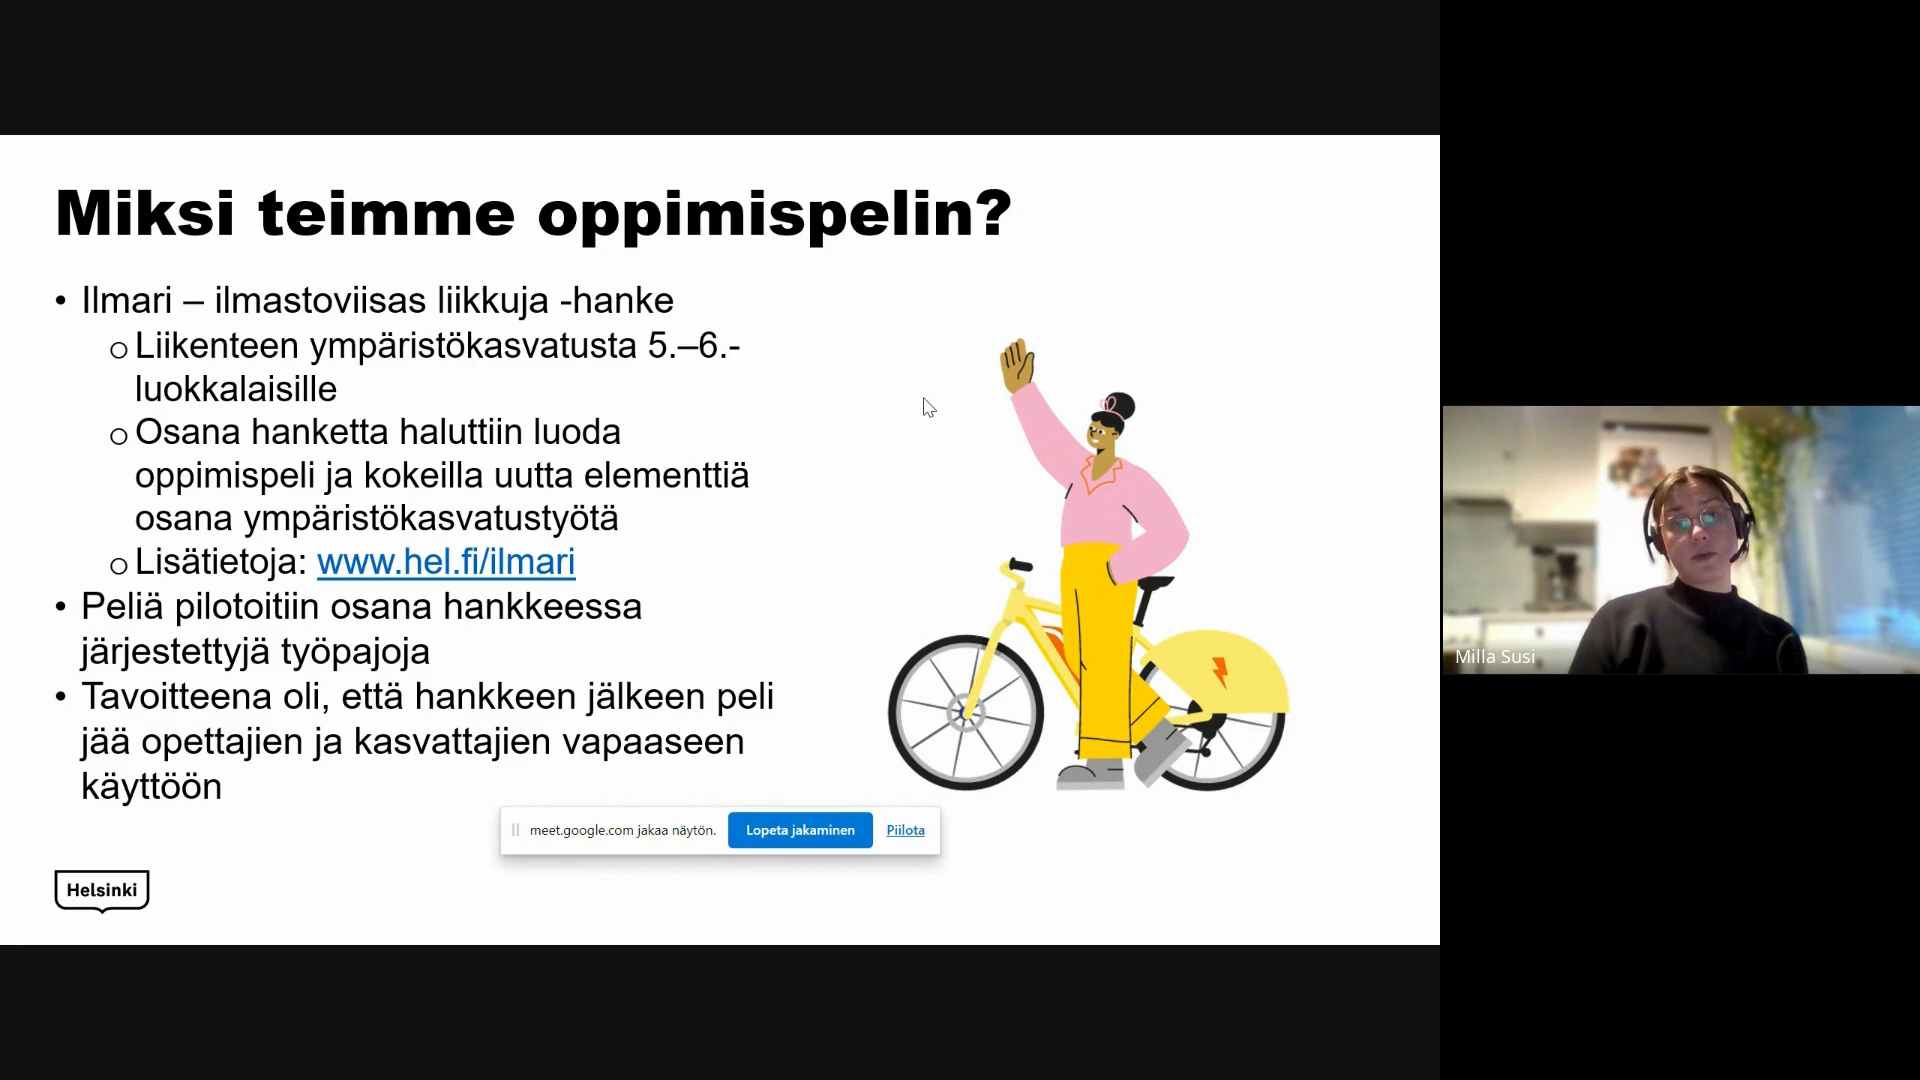 Miksi teimme oppimispelin?
• Ilmari – ilmastoviisas liikkuja -hanke
o Liikenteen ympäristökasvatusta 5.–6.-
luokkalaisille
o Osana hanketta haluttiin luoda
oppimispeli ja kokeilla uutta elementtiä
osana ympäristökasvatustyötä
o Lisätietoja: www.hel.fi/ilmari
• Peliä pilotoitiin osana hankkeessa
järjestettyjä työpajoja
• Tavoitteena oli, että hankkeen jälkeen peli
jää opettajien ja kasvattajien vapaaseen
käyttöön
meet.google.com jakaa näytön. Lopeta jakaminen Piilota
Helsinki
Milla Susi